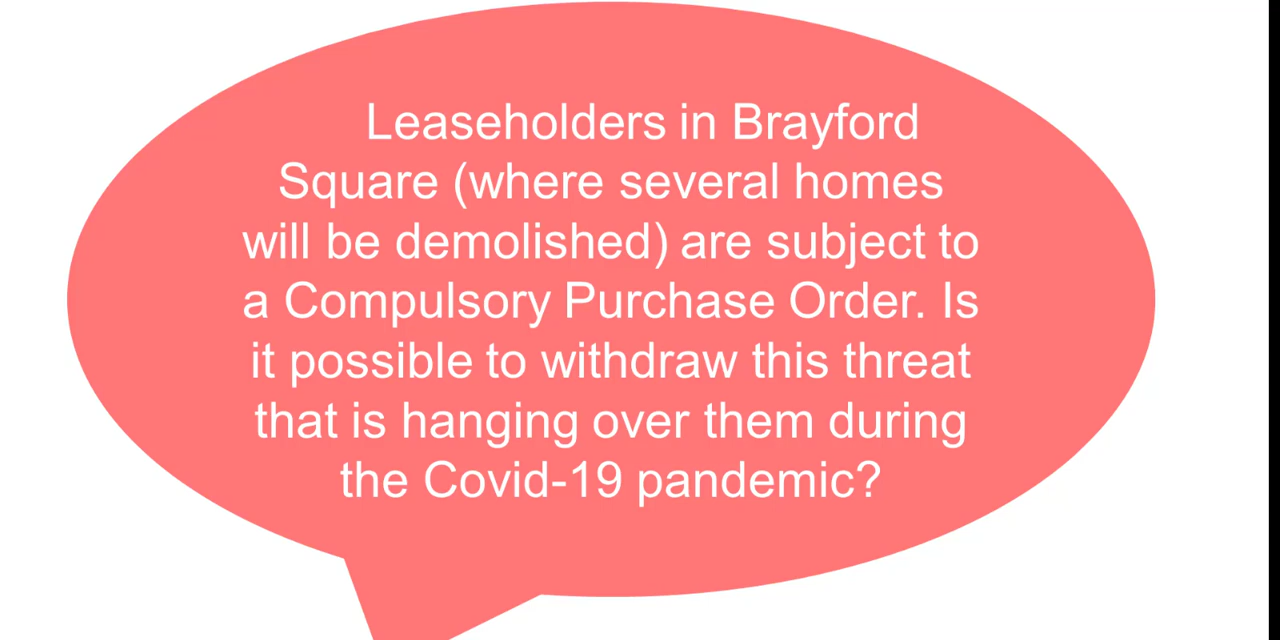 Leaseholders in Brayford
Square (where several homes
will be demolished) are subject to
a Compulsory Purchase Order. Is
it possible to withdraw this threat
that is hanging over them during
the Covid-19 pandemic?